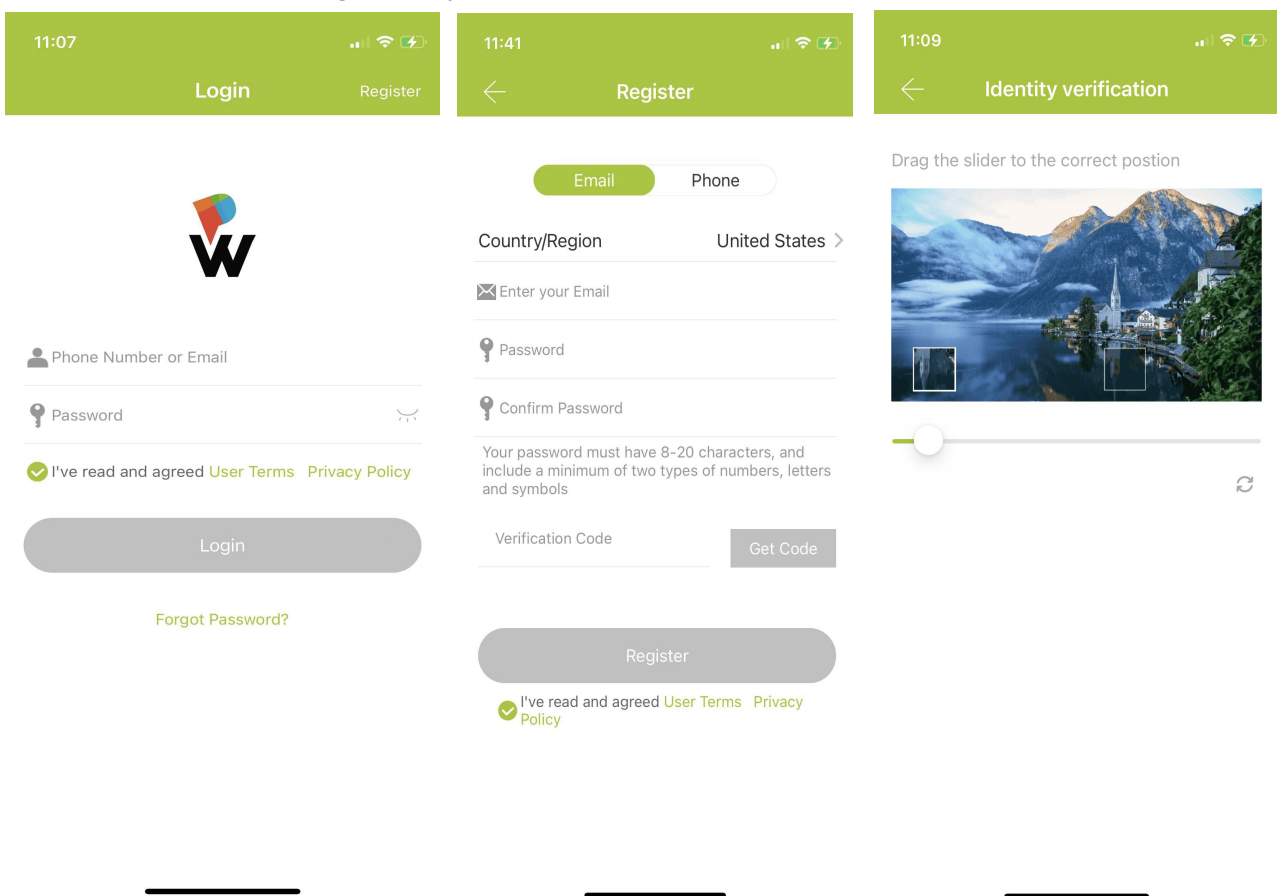 11:07
Login
Register
Phone Number or Email
Password
I've read and agreed User Terms Privacy Policy
Login
Forgot Password?
11:41
Register
Email
Phone
Country/Region
United States
Enter your Email
Password
Confirm Password
Your password must have 8-20 characters, and
include a minimum of two types of numbers, letters
and symbols
Verification Code
Get Code
Register
I've read and agreed User Terms Privacy
Policy
11:09
Identity verification
Drag the slider to the correct postion